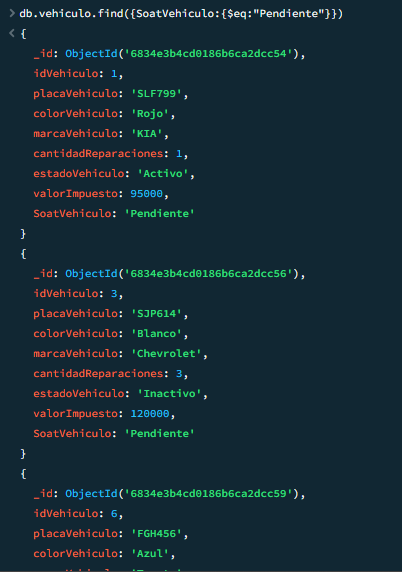 > db.vehiculo.find({SoatVehiculo:{$eq:"Pendiente"}})
< {
_id: ObjectId('6834e3b4cd0186b6ca2dcc54'),
idVehiculo: 1,
placaVehiculo: 'SLF799',
colorVehiculo: 'Rojo',
marcaVehiculo: 'KIA',
cantidadReparaciones: 1,
estadoVehiculo: 'Activo',
valorImpuesto: 95000,
SoatVehiculo: 'Pendiente'
}
{
_id: ObjectId('6834e3b4cd0186b6ca2dcc56'),
idVehiculo: 3,
placaVehiculo: 'SJP614',
colorVehiculo: 'Blanco',
marcaVehiculo: 'Chevrolet',
cantidadReparaciones: 3,
estadoVehiculo: 'Inactivo',
valorImpuesto: 120000,
SoatVehiculo: 'Pendiente'
}
{
_id: ObjectId('6834e3b4cd0186b6ca2dcc59'),
idVehiculo: 6,
placaVehiculo: 'FGH456',
colorVehiculo: 'Azul',